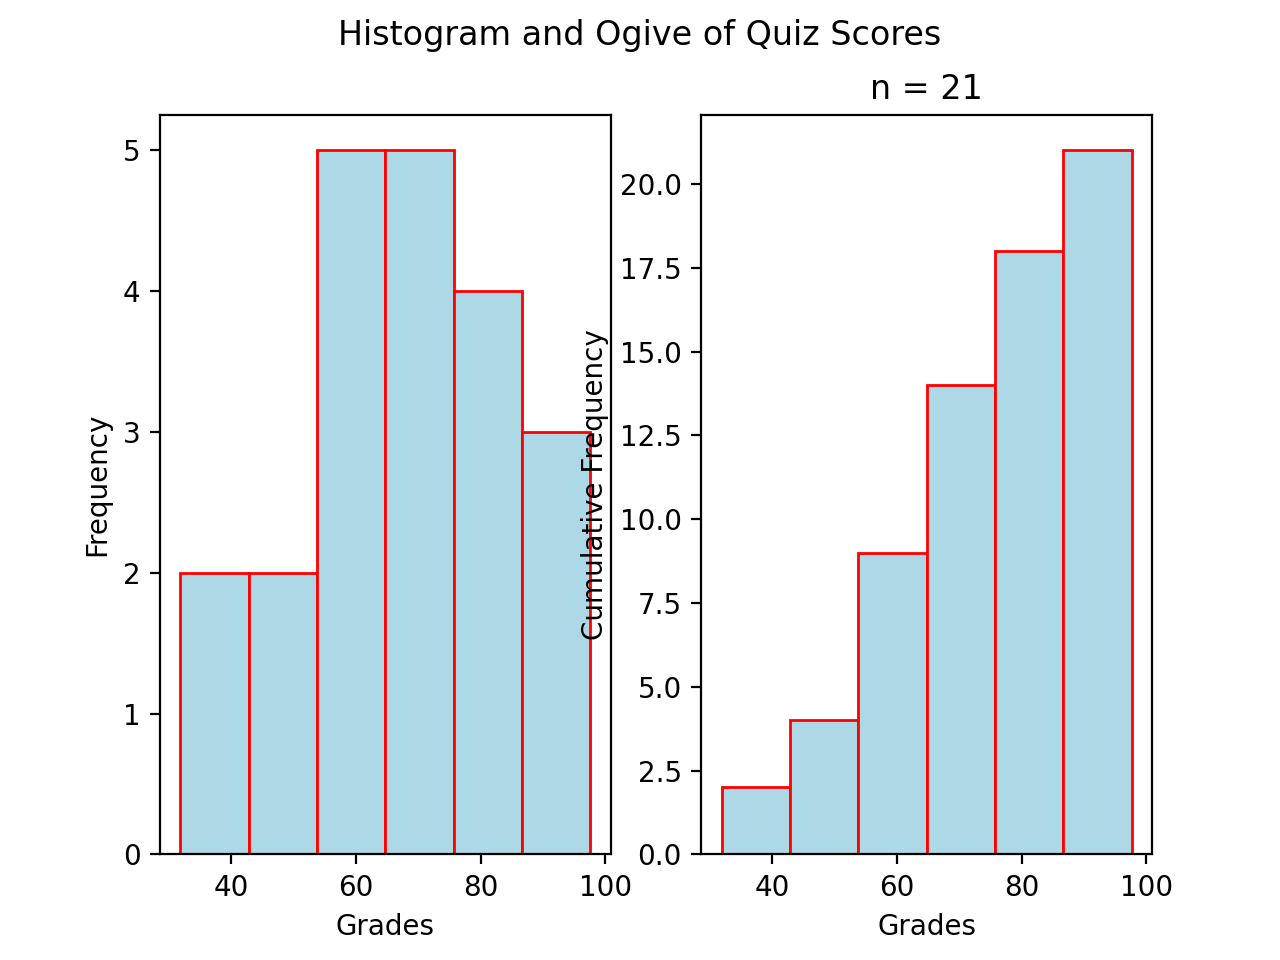 Histogram and Ogive of Quiz Scores
n = 21
Frequency
5
4
3
2
1
0
40 60 80 100
Grades
Cumulative Frequency
20.0
17.5
15.0
12.5
10.0
7.5
5.0
2.5
0.0
40 60 80 100
Grades